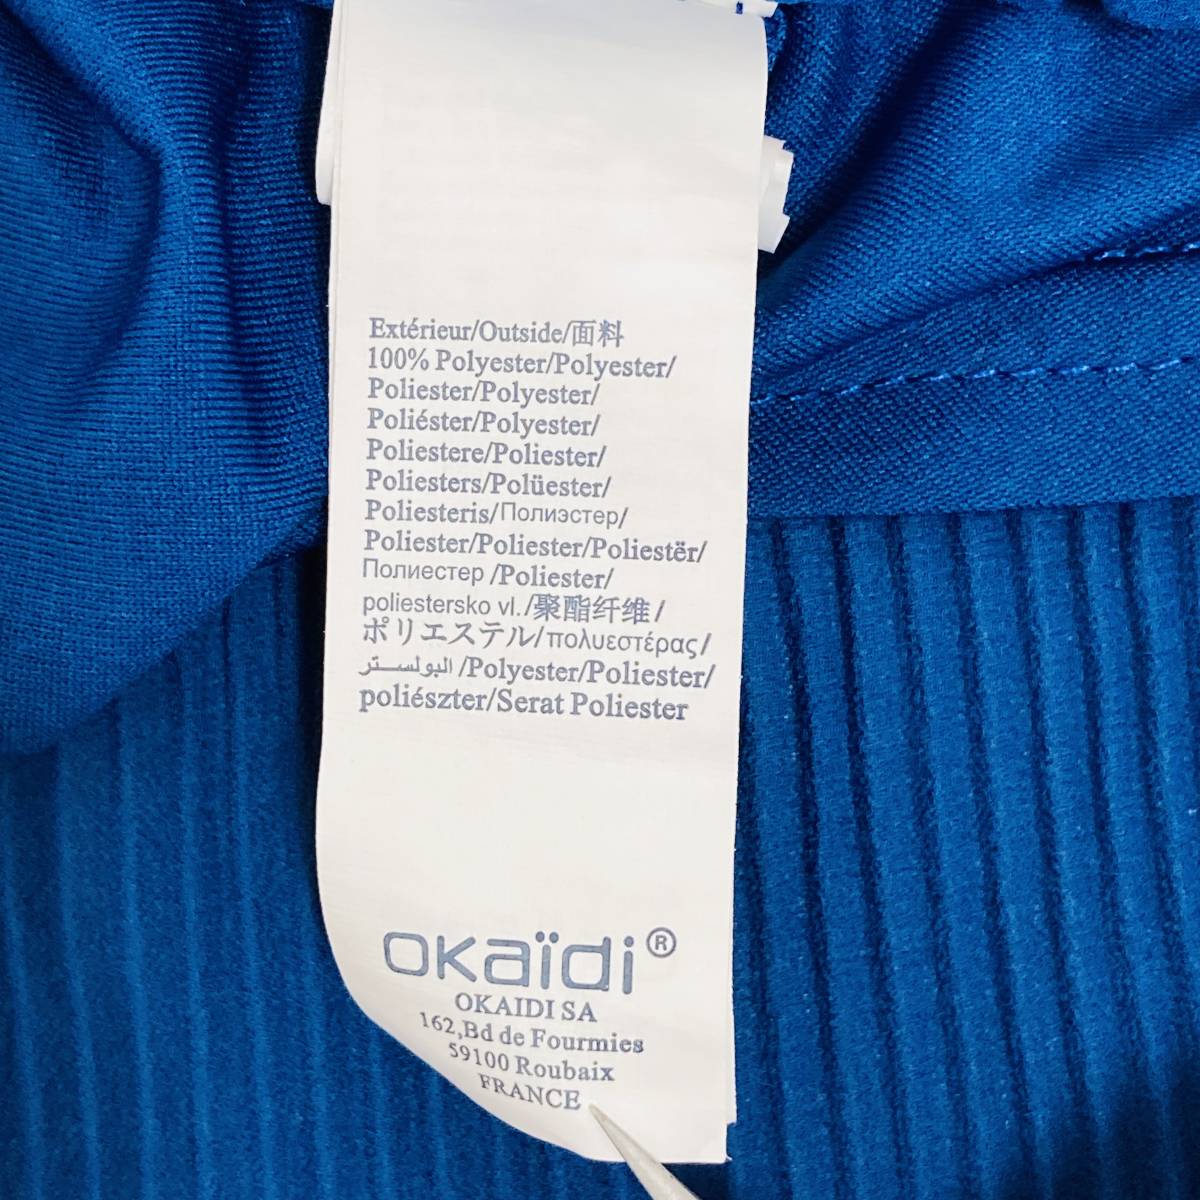 Extérieur/Outside/面料
100% Polyester/Polyester/
Poliester/Polyester/
Poliéster/Polyester/
Poliestere/Poliester/
Poliesters/Polüester/
Poliesteris/Полиэстер/
Poliester/Poliester/Poliestër/
Полиестер /Poliester/
poliestersko vl./聚酯纤维/
ポリエステル/πολυεστέρας/
البولستر/Polyester/Poliester/
poliészter/Serat Poliester
OKAÏDI®
OKAIDI SA
162,Bd de Fourmies
59100 Roubaix
FRANCE